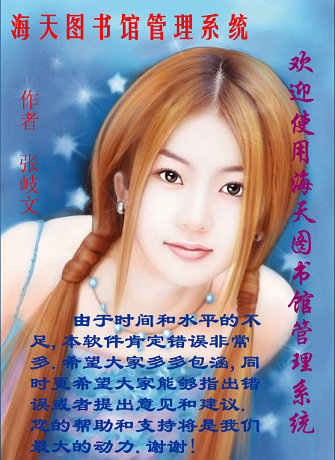 海天图书馆管理系统
欢迎使用海天图书馆管理系统
作者 张岐文
由于时间和水平的不
足,本软件肯定错误非常
多.希望大家多多包涵,同
时更希望大家能够指出错
误或者提出意见和建议.
您的帮助和支持将是我们
最大的动力.谢谢!